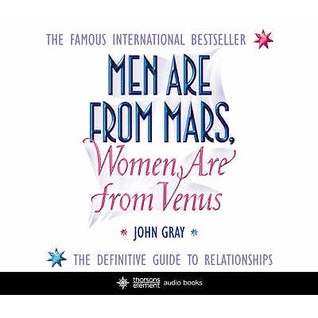 THE FAMOUS INTERNATIONAL BESTSELLER
MEN ARE
FROM MARS,
Women Are
from Venus
JOHN GRAY
THE DEFINITIVE GUIDE TO RELATIONSHIPS
thorsons
element
audio books